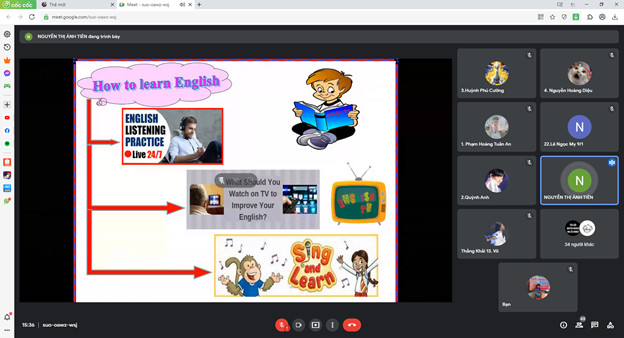 CỐC CỐC
Thẻ mới
Meet - suo-oawz-wsj
meet.google.com/suo-oawz-wsj
N
NGUYỄN THỊ ÁNH TIÊN đang trình bày
How to learn English
ENGLISH
LISTENING
PRACTICE
Live 24/7
What Should You
Watch on TV to
Improve Your
English?
Sing
and
Learn
3.Huỳnh Phú Cường
4. Nguyễn Hoàng Diệu
1. Phạm Hoàng Tuấn An
N
22.Lê Ngọc My 9/1
2.Quỳnh Anh
N
NGUYỄN THỊ ÁNH TIÊN
Thắng Khải 13. Vũ
34 người khác
Bạn
15:36
suo-oawz-wsj